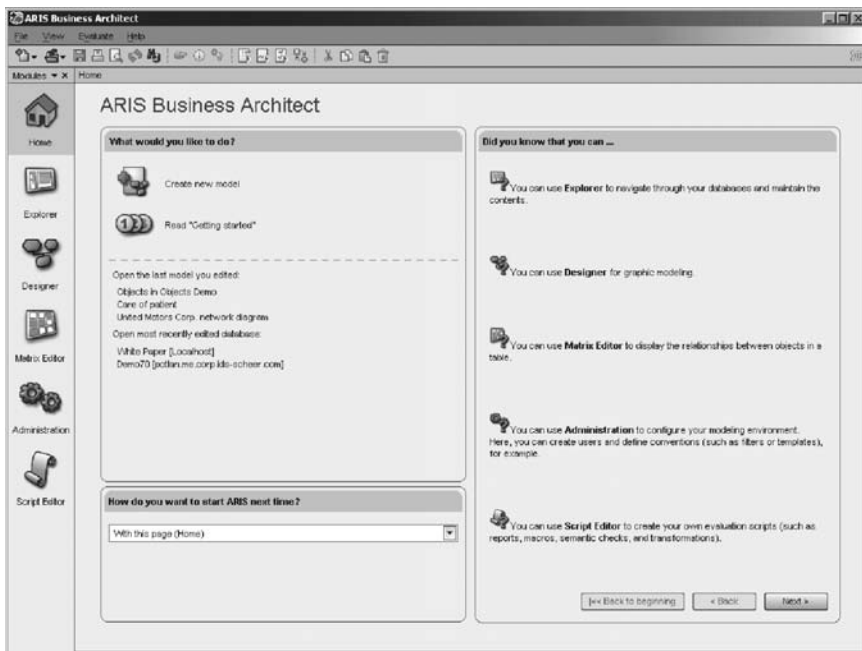 ARIS Business Architect
File View Evaluate Help
Modules
Home
Home
Explorer
Designer
Matrix Editor
Administration
Script Editor
ARIS Business Architect
What would you like to do?
Create new model
Read "Getting started"
Open the last model you edited:
Objects in Objects Demo
Care of patient
United Motors Corp. network diagram
Open most recently edited database:
White Paper [Localhost]
Demo70 [pctlan.me.corp.ids-scheer.com]
How do you want to start ARIS next time?
With this page (Home)
Did you know that you can ...
You can use Explorer to navigate through your databases and maintain the
contents.
You can use Designer for graphic modeling.
You can use Matrix Editor to display the relationships between objects in a
table.
You can use Administration to configure your modeling environment.
Here, you can create users and define conventions (such as filters or templates),
for example.
You can use Script Editor to create your own evaluation scripts (such as
reports, macros, semantic checks, and transformations).
|<< Back to beginning
< Back
Next >